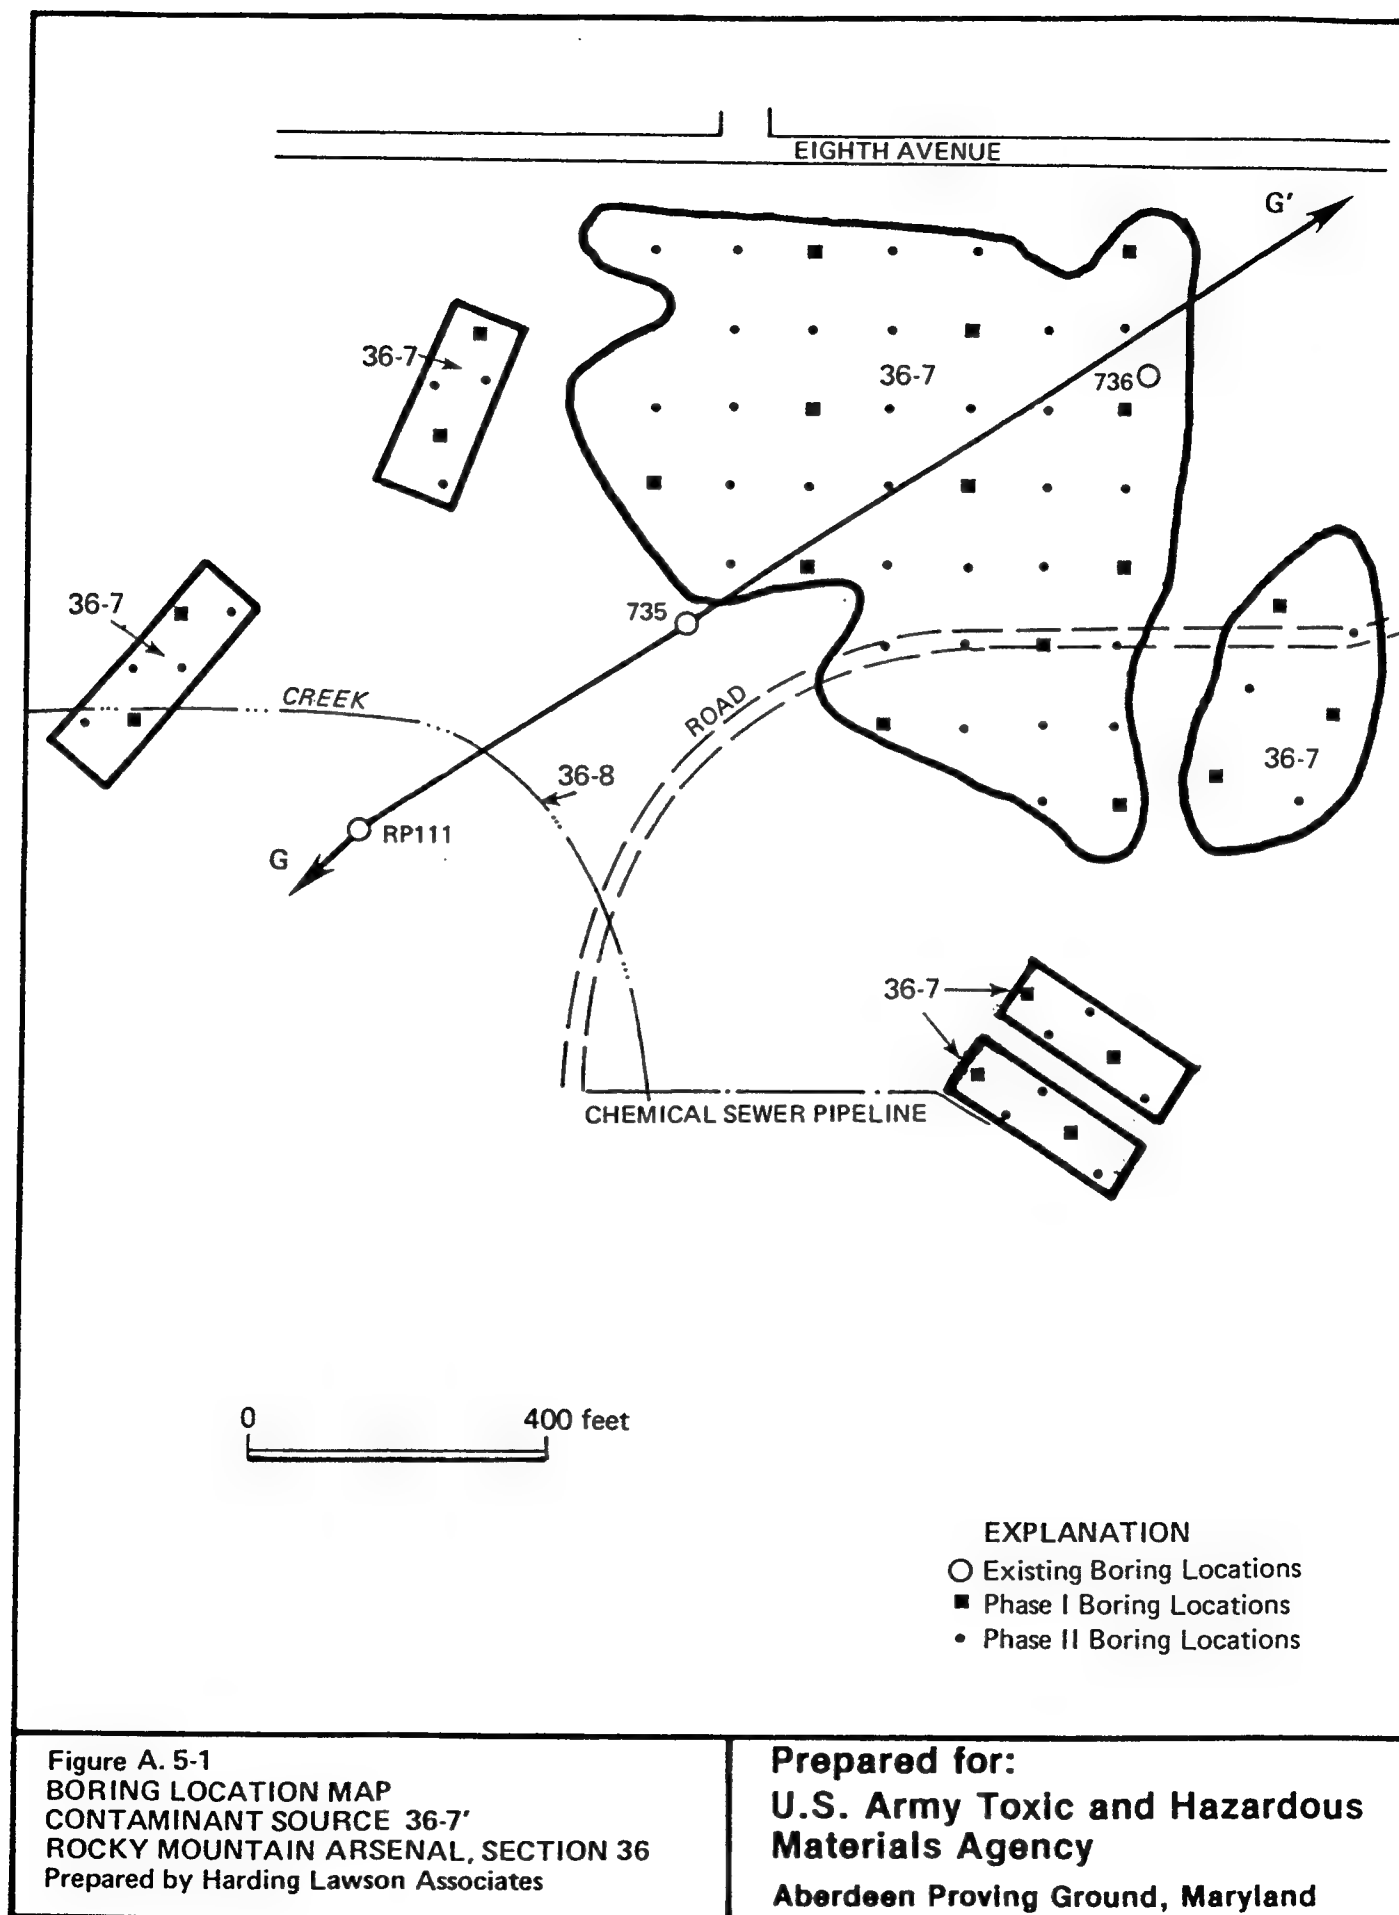 EIGHTH AVENUE
G'
36-7
36-7
736
36-7
735
CREEK
ROAD
36-8
36-7
RP111
G
36-7
CHEMICAL SEWER PIPELINE
0 400 feet
EXPLANATION
Existing Boring Locations
Phase I Boring Locations
Phase II Boring Locations
Figure A. 5-1
BORING LOCATION MAP
CONTAMINANT SOURCE 36-7'
ROCKY MOUNTAIN ARSENAL, SECTION 36
Prepared by Harding Lawson Associates
Prepared for:
U.S. Army Toxic and Hazardous
Materials Agency
Aberdeen Proving Ground, Maryland